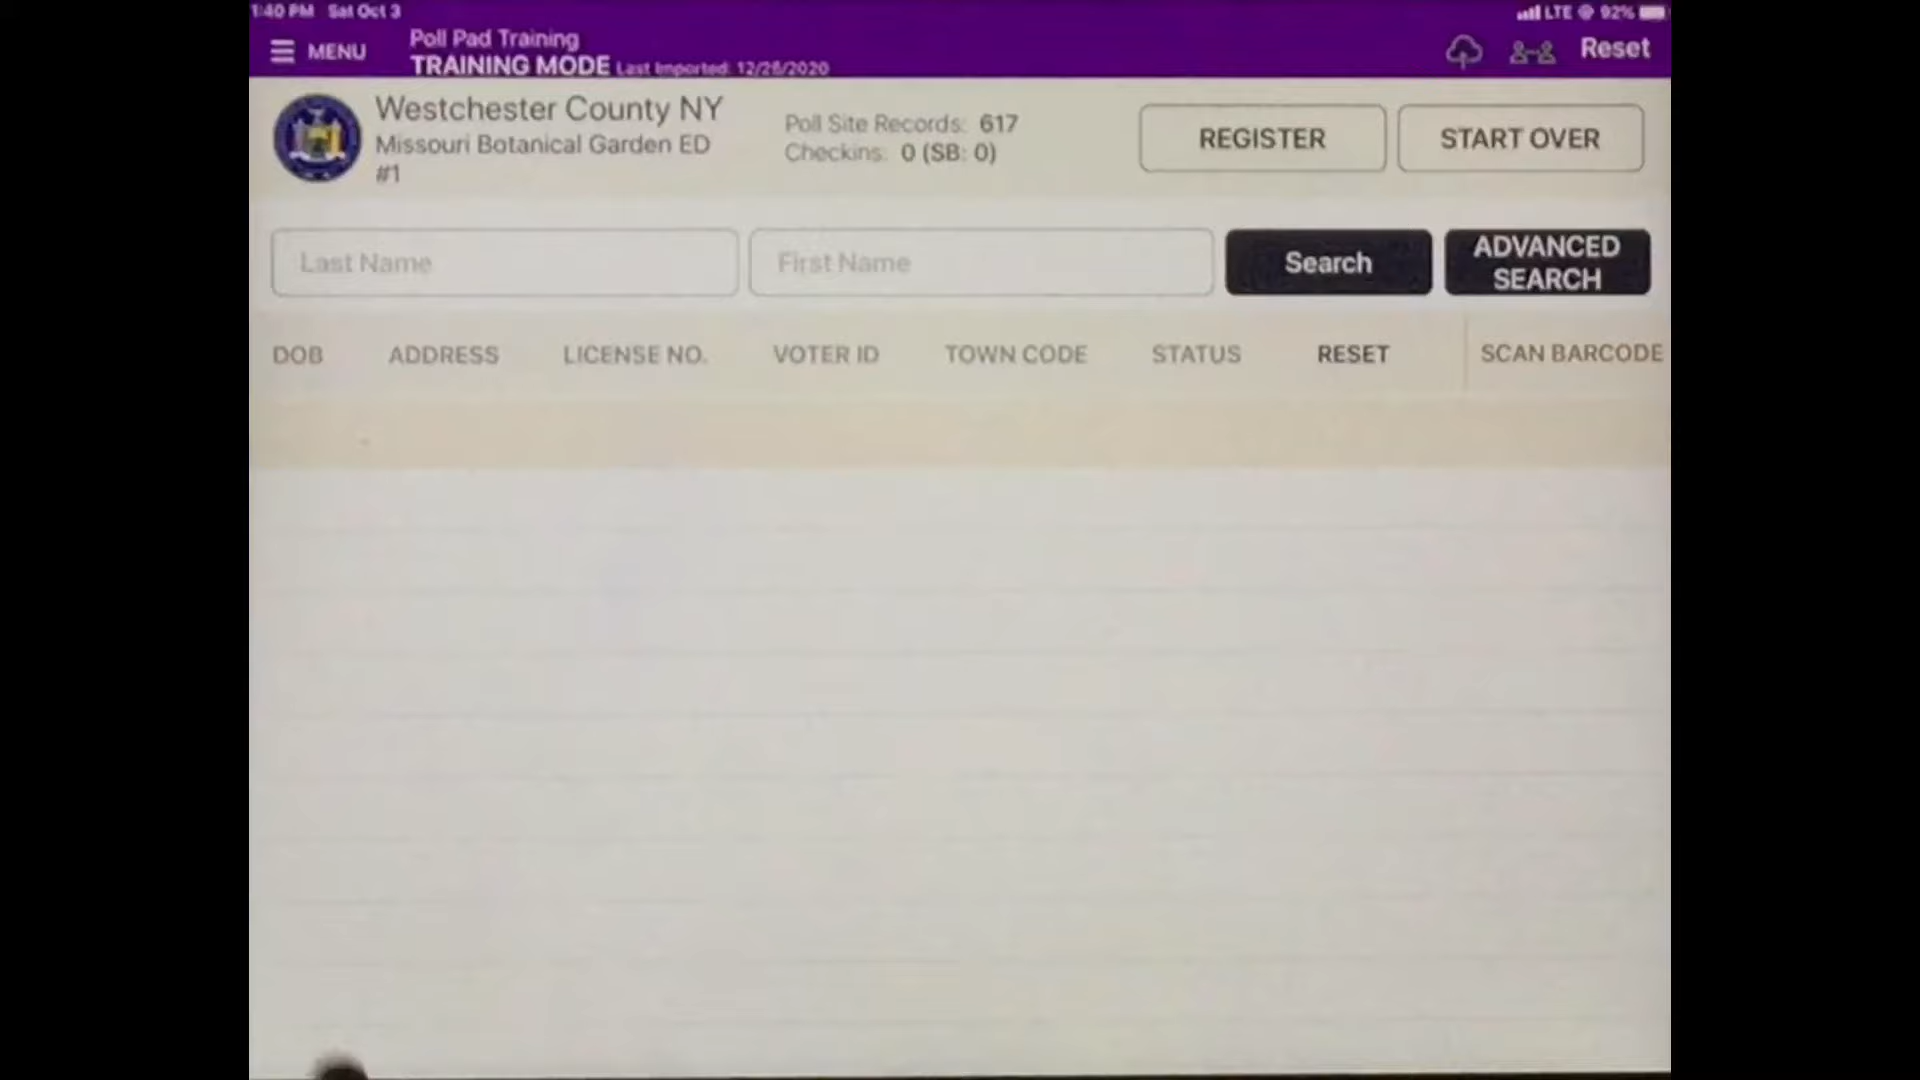 1:40 PM Sat Oct 3
LTE 92%
MENU
Poll Pad Training
TRAINING MODE Last Imported: 12/26/2020
Reset
Westchester County NY
Missouri Botanical Garden ED
#1
Poll Site Records: 617
Checkins: 0 (SB: 0)
REGISTER
START OVER
Last Name
First Name
Search
ADVANCED
SEARCH
DOB
ADDRESS
LICENSE NO.
VOTER ID
TOWN CODE
STATUS
RESET
SCAN BARCODE